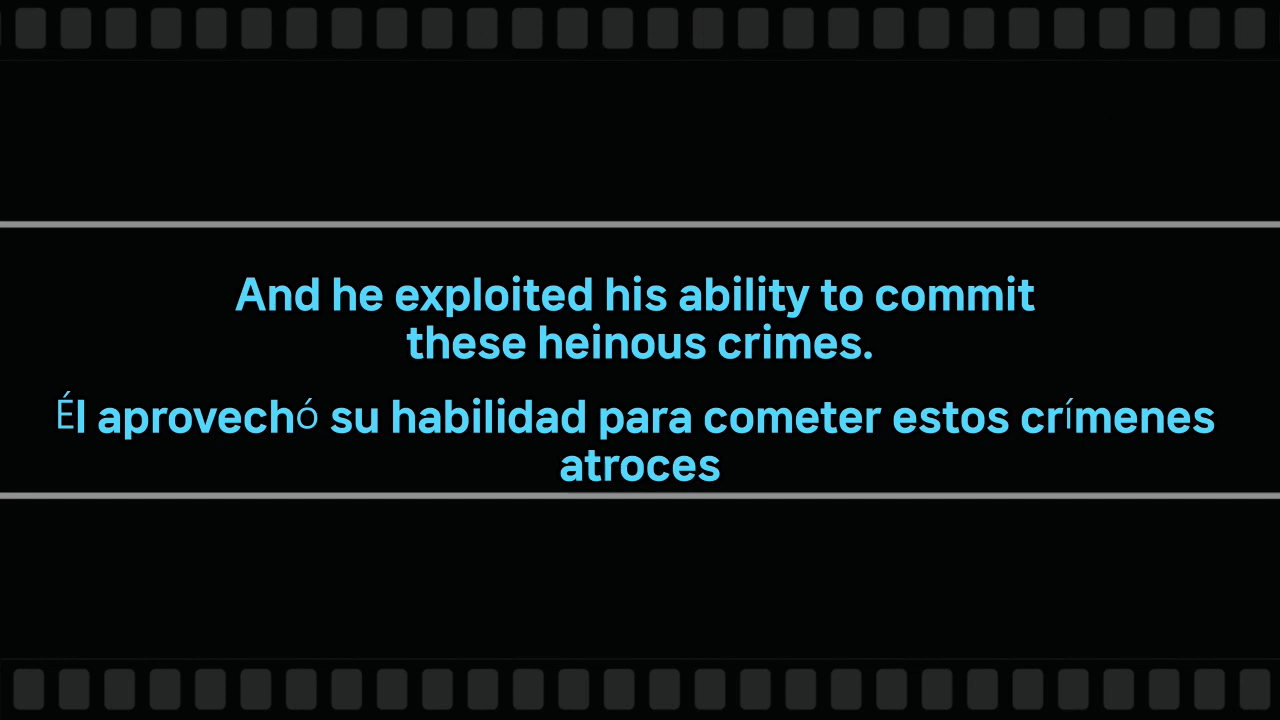 And he exploited his ability to commit
these heinous crimes.
Él aprovechó su habilidad para cometer estos crímenes
atroces